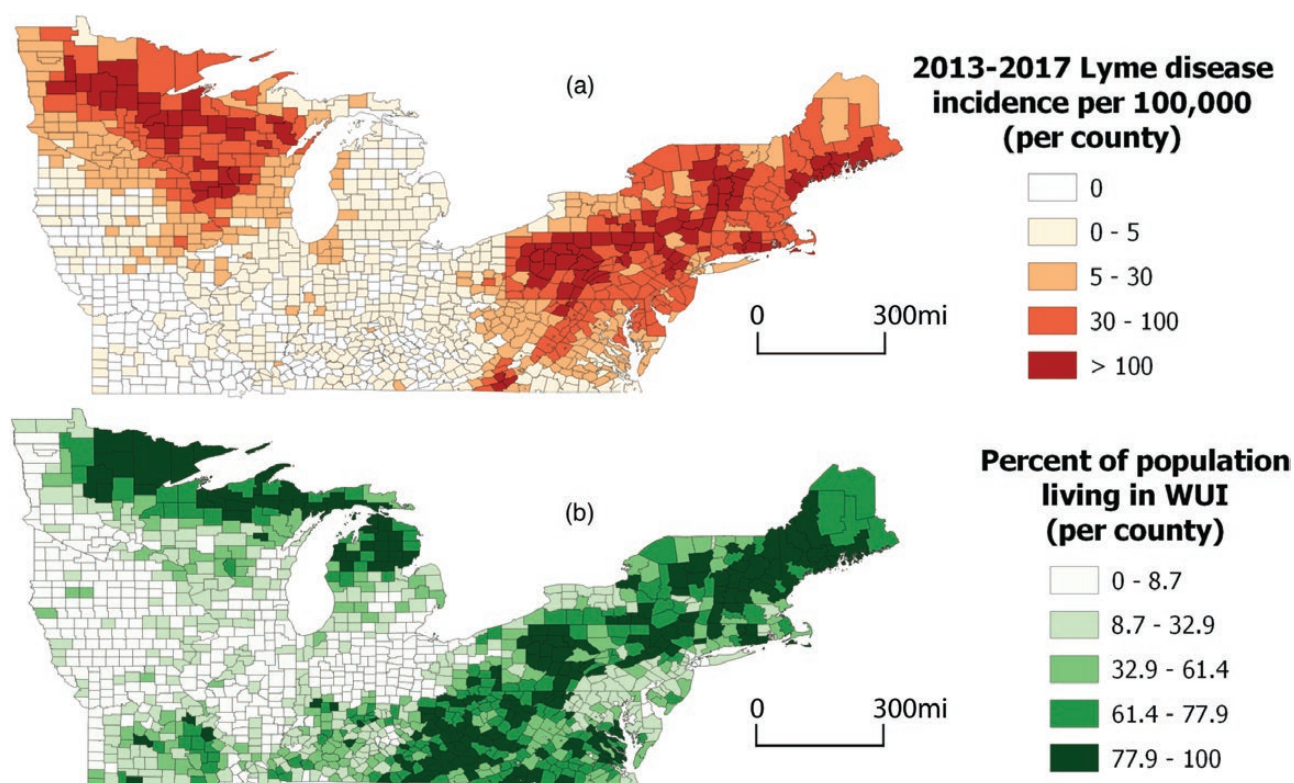 (a)
2013-2017 Lyme disease
incidence per 100,000
(per county)
0
0 - 5
5 - 30
30 - 100
> 100
0 300mi
(b)
Percent of population
living in WUI
(per county)
0 - 8.7
8.7 - 32.9
32.9 - 61.4
61.4 - 77.9
77.9 - 100
0 300mi